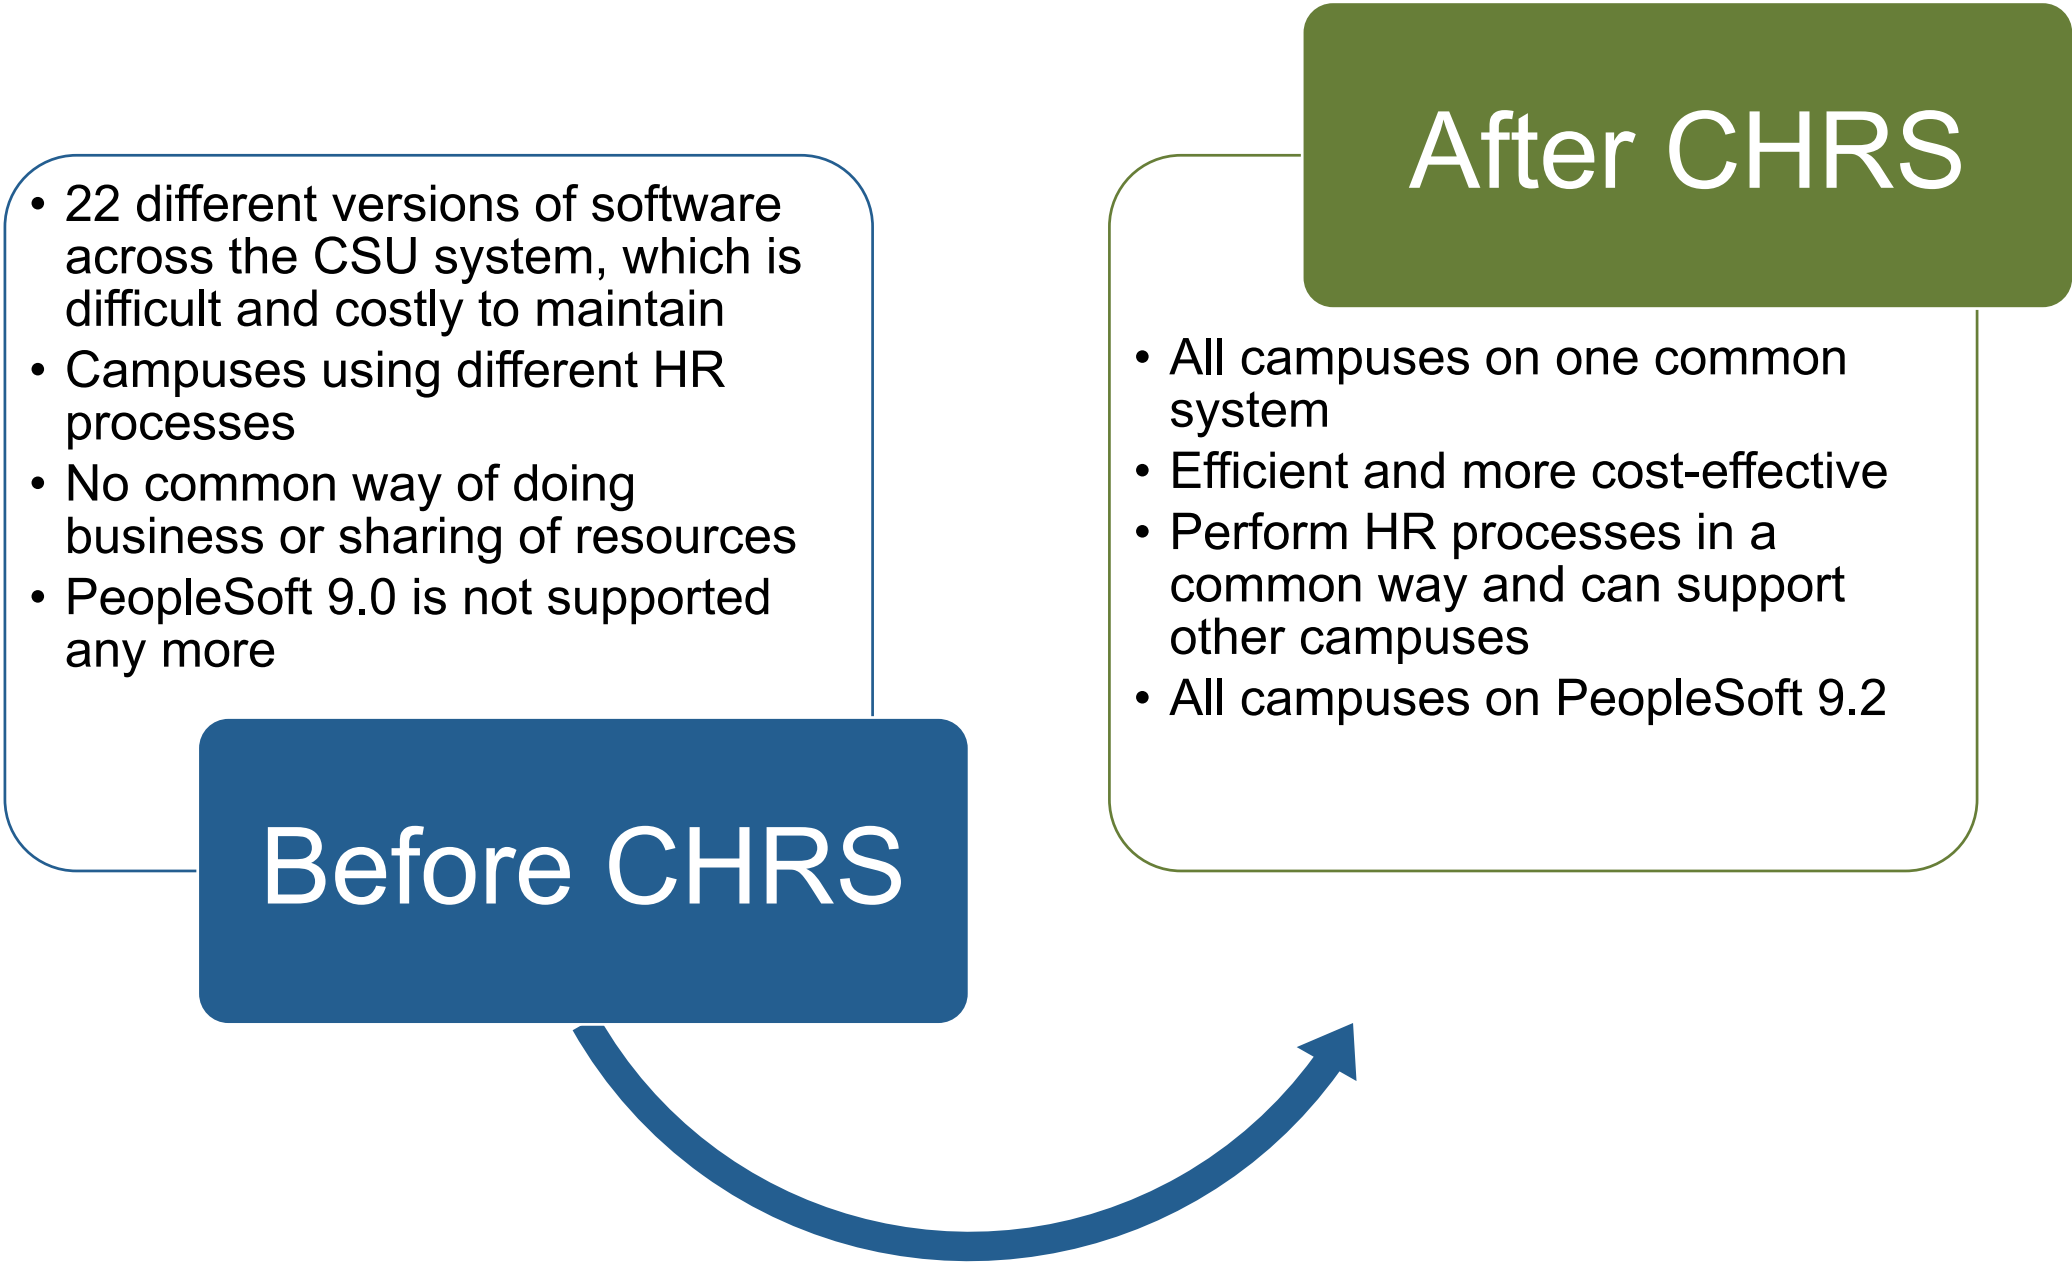 • 22 different versions of software
across the CSU system, which is
difficult and costly to maintain
• Campuses using different HR
processes
• No common way of doing
business or sharing of resources
• PeopleSoft 9.0 is not supported
any more
Before CHRS
After CHRS
• All campuses on one common
system
• Efficient and more cost-effective
• Perform HR processes in a
common way and can support
other campuses
• All campuses on PeopleSoft 9.2